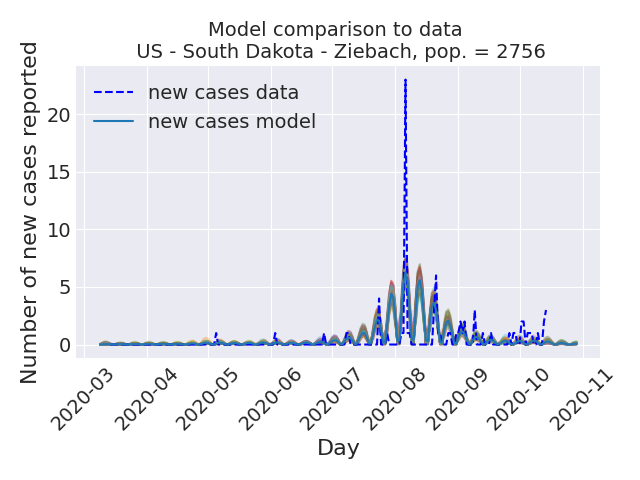 Model comparison to data
US - South Dakota - Ziebach, pop. = 2756
Number of new cases reported
20
15
10
5
0
new cases data
new cases model
2020-03
2020-04
2020-05
2020-06
2020-07
2020-08
2020-09
2020-10
2020-11
Day